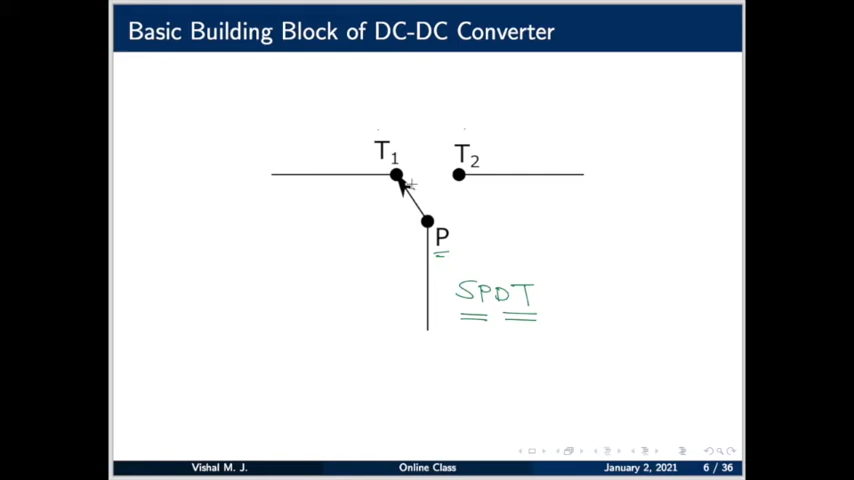 Basic Building Block of DC-DC Converter
T₁ T₂
P
SPDT
Vishal M. J. Online Class January 2, 2021 6 / 36